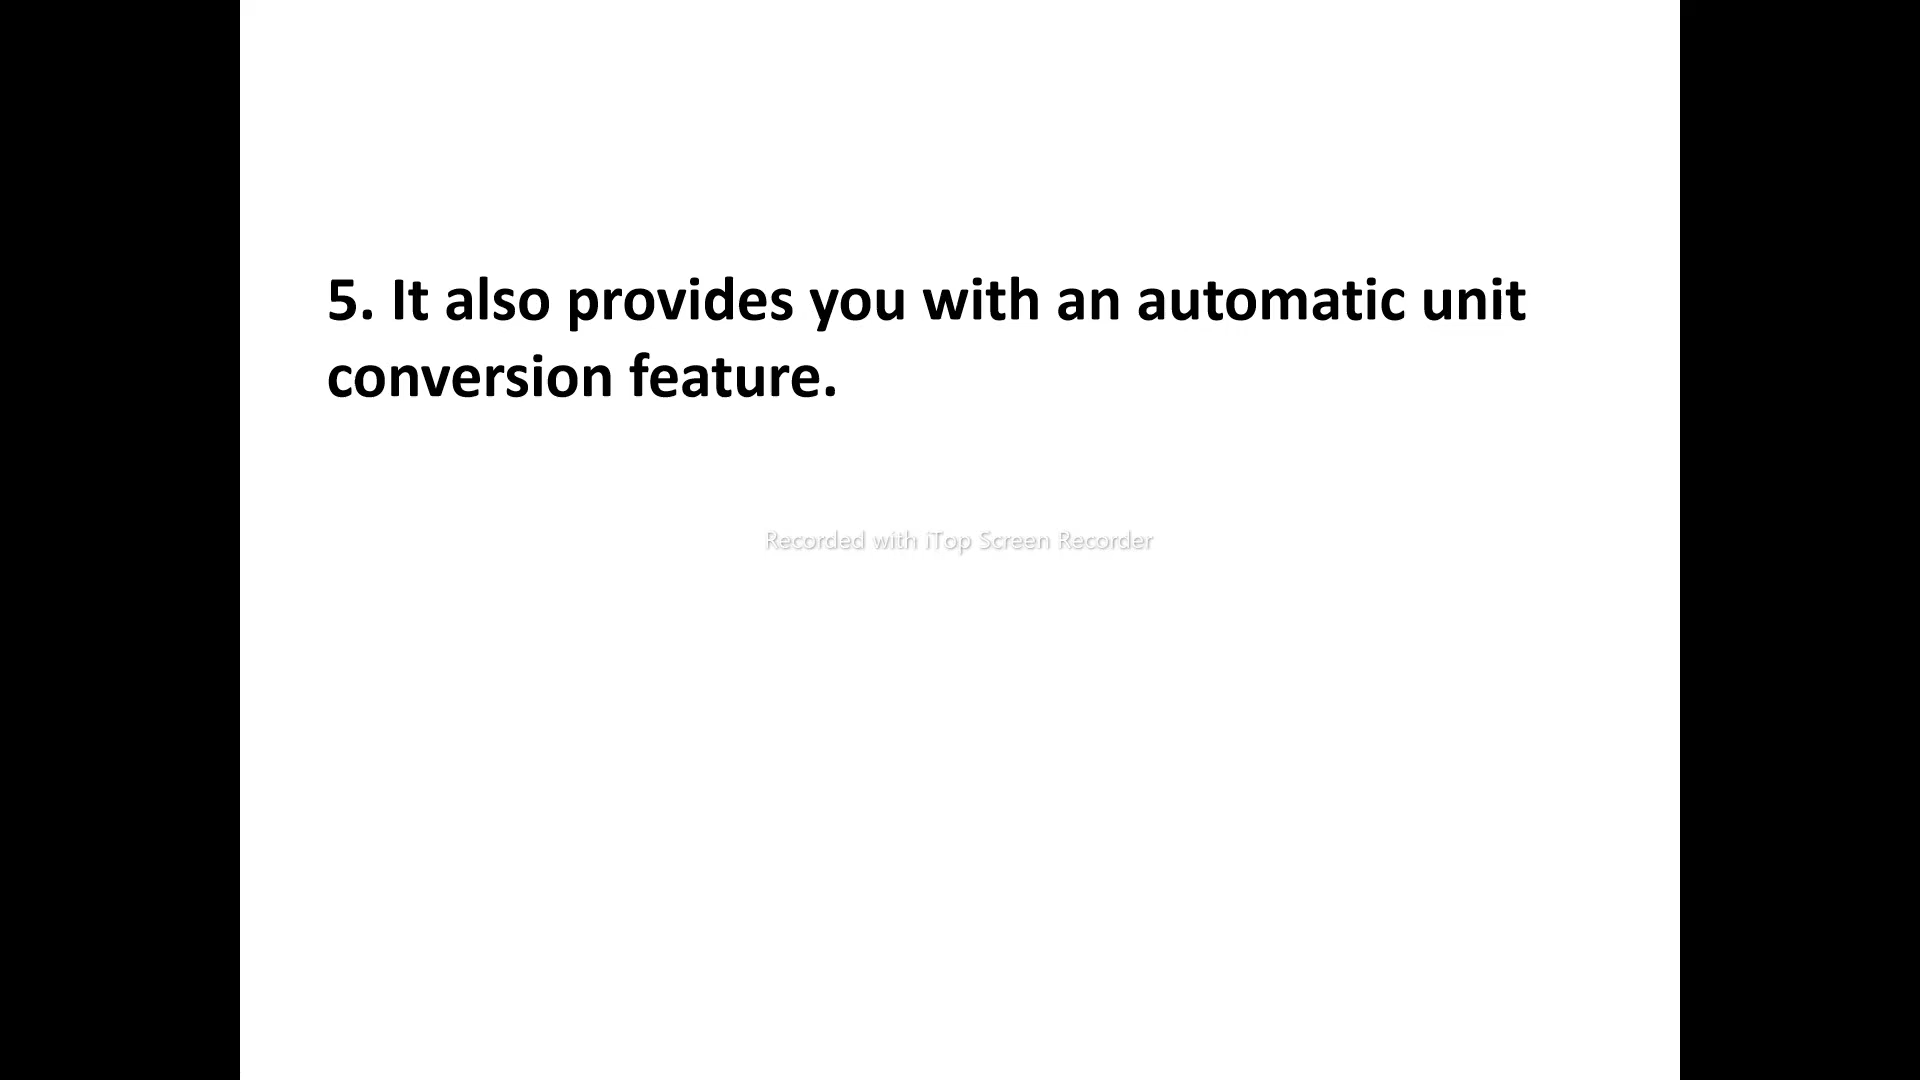 5. It also provides you with an automatic unit
conversion feature.
Recorded with iTop Screen Recorder